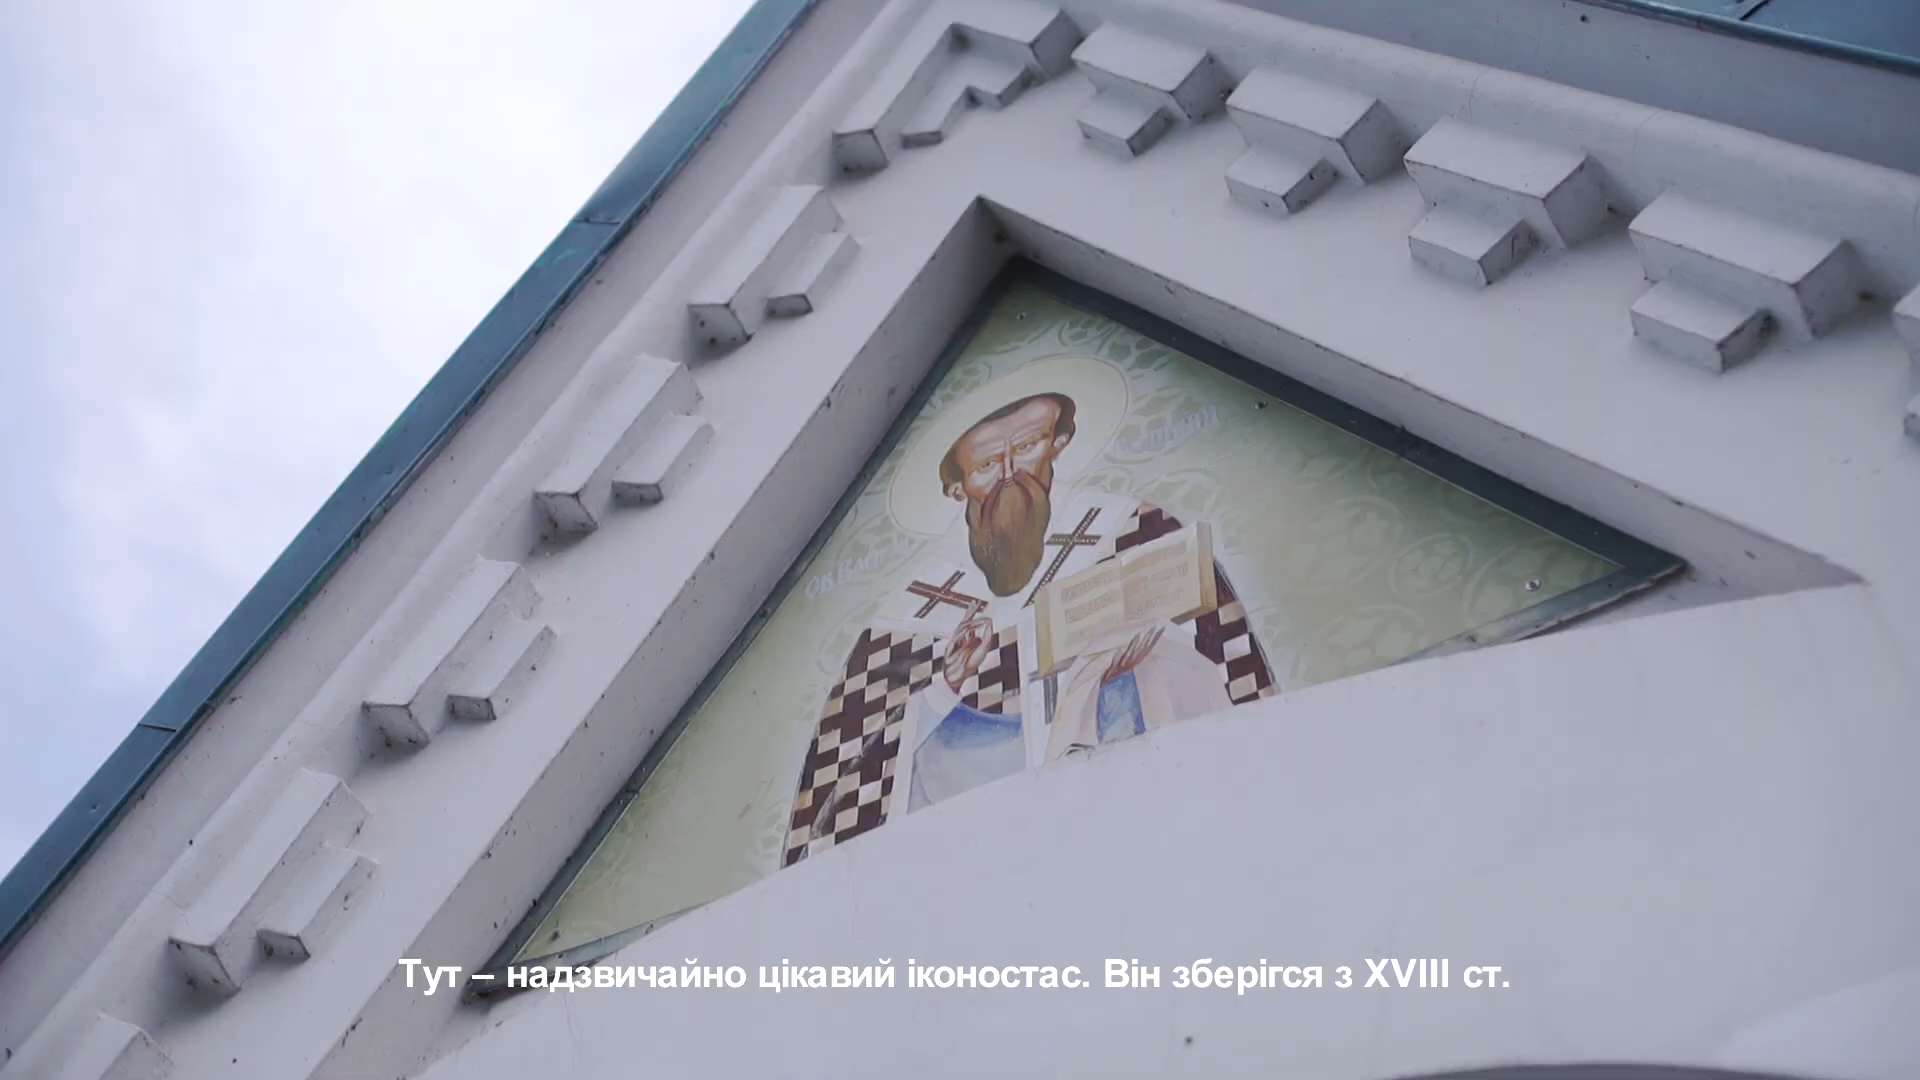 Тут – надзвичайно цікавий іконостас. Він зберігся з XVIII ст.